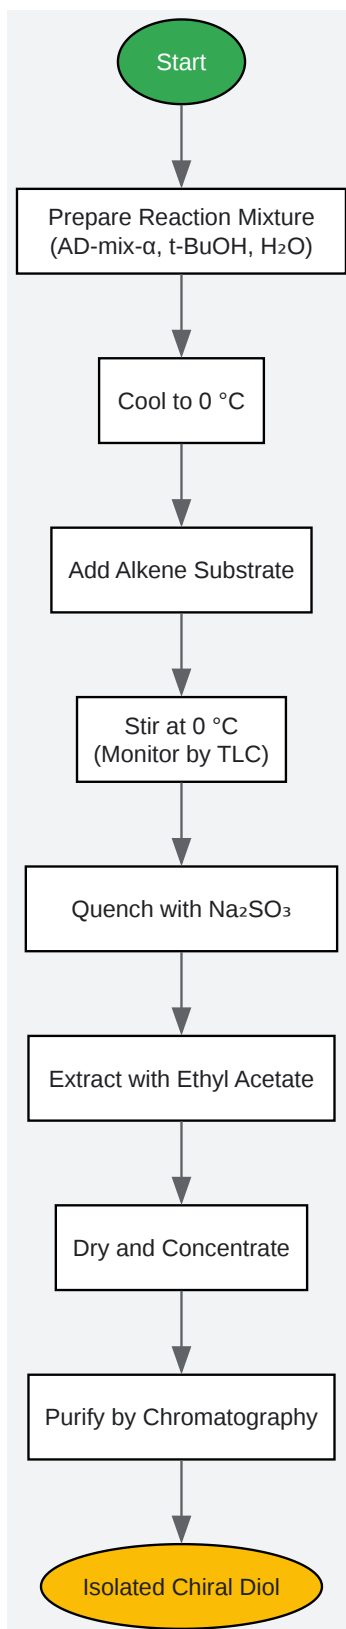 Start
Prepare Reaction Mixture
(AD-mix-α, t-BuOH, H₂O)
Cool to 0 °C
Add Alkene Substrate
Stir at 0 °C
(Monitor by TLC)
Quench with Na₂SO₃
Extract with Ethyl Acetate
Dry and Concentrate
Purify by Chromatography
Isolated Chiral Diol